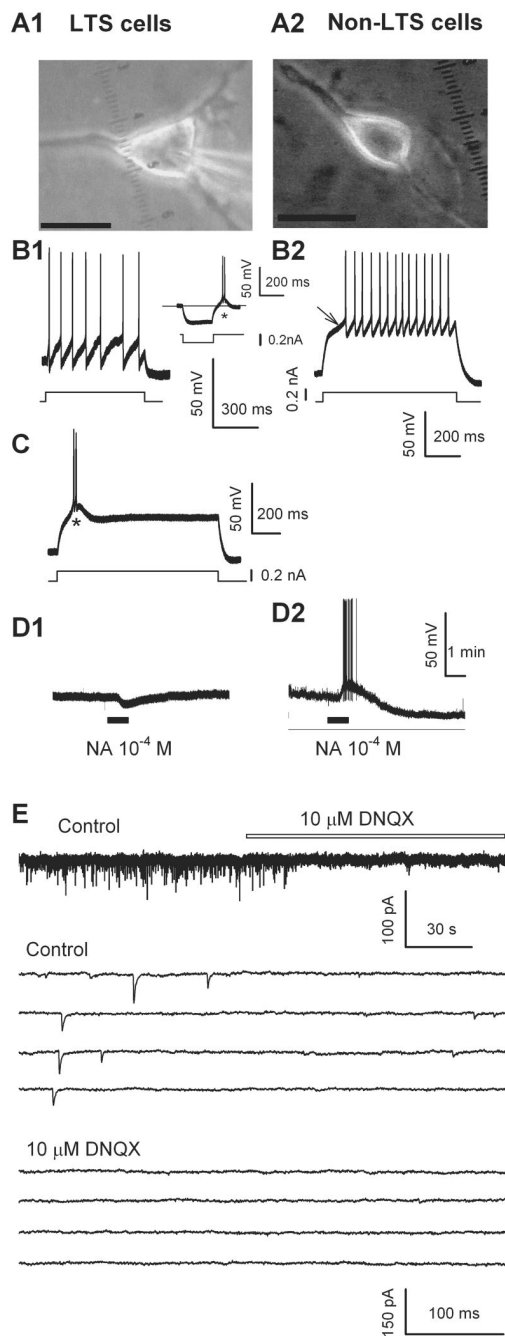 A1 LTS cells
A2 Non-LTS cells
B1
200 ms
50 mV
*
0.2nA
50 mV
300 ms
B2
0.2 nA
50 mV
200 ms
C
*
50 mV
200 ms
0.2 nA
D1
NA 10⁻⁴ M
D2
50 mV
1 min
NA 10⁻⁴ M
E
Control
10 μM DNQX
100 pA
30 s
Control
10 μM DNQX
150 pA
100 ms